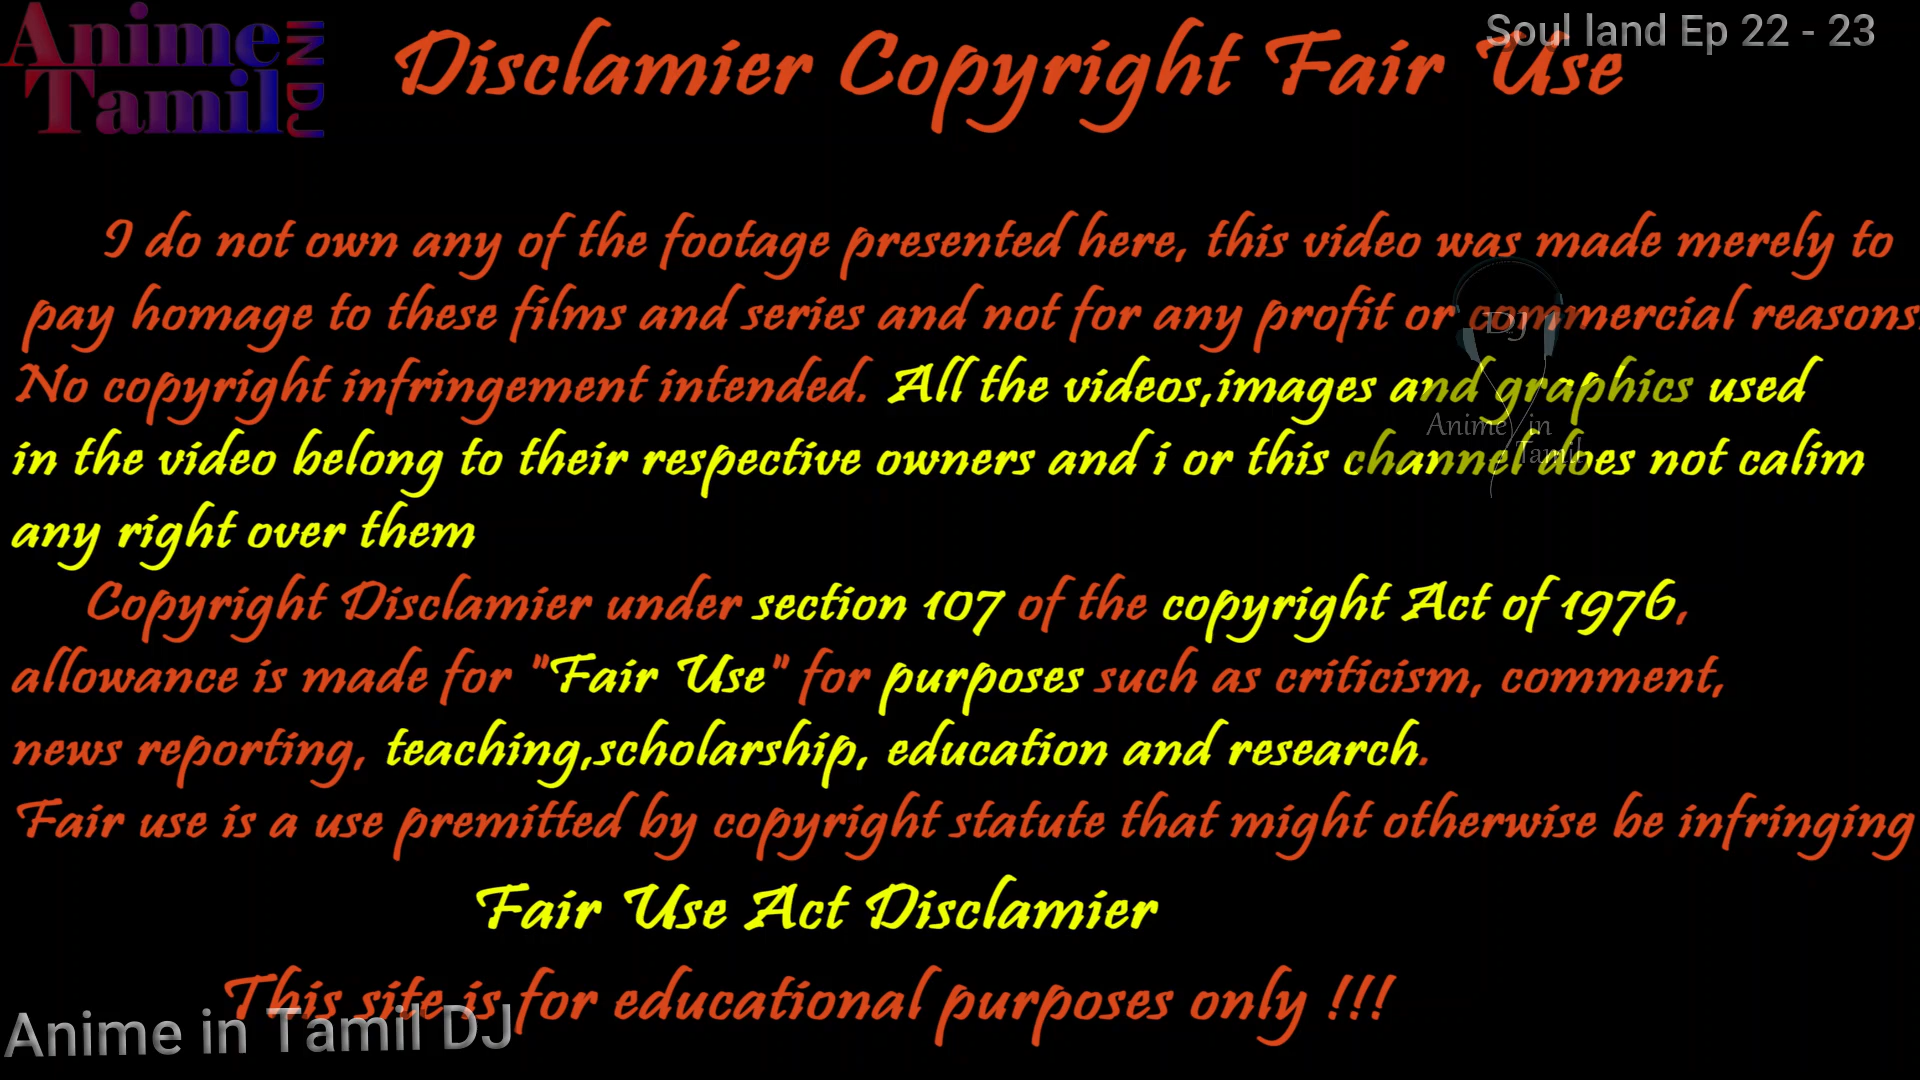 Anime
Tamil
IN DJ
Soul land Ep 22 - 23
Disclamier Copyright Fair Use
I do not own any of the footage presented here, this video was made merely to
pay homage to these films and series and not for any profit or commercial reasons.
No copyright infringement intended. All the videos,images and graphics used
in the video belong to their respective owners and i or this channel does not calim
any right over them
DJ
Anime in
Tamil
Copyright Disclamier under section 107 of the copyright Act of 1976,
allowance is made for "Fair Use" for purposes such as criticism, comment,
news reporting, teaching,scholarship, education and research.
Fair use is a use premitted by copyright statute that might otherwise be infringing
Fair Use Act Disclamier
This site is for educational purposes only !!!
Anime in Tamil DJ